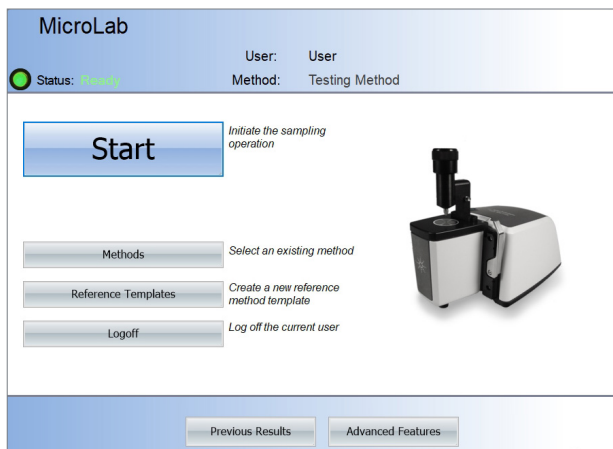 MicroLab
User: User
Status: Ready Method: Testing Method
Start
Initiate the sampling
operation
Methods
Select an existing method
Reference Templates
Create a new reference
method template
Logoff
Log off the current user
Previous Results Advanced Features